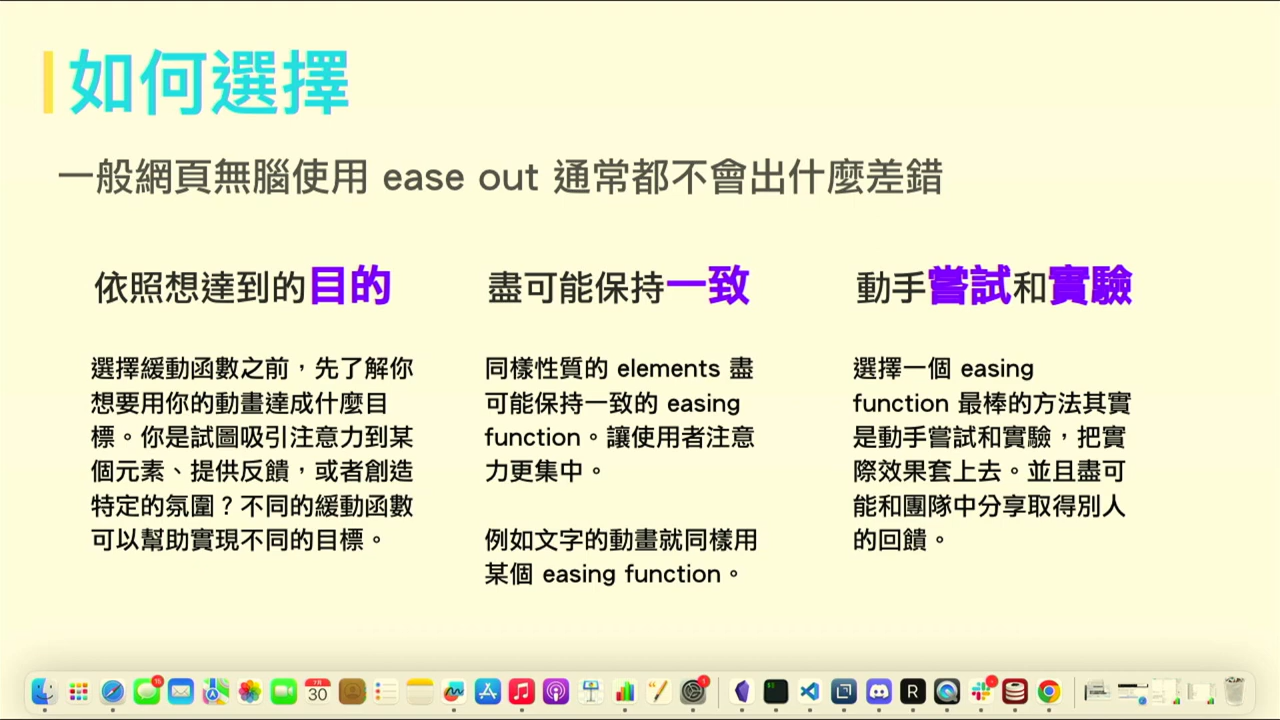 如何選擇
一般網頁無腦使用 ease out 通常都不會出什麼差錯
依照想達到的目的
選擇緩動函數之前，先了解你
想要用你的動畫達成什麼目
標。你是試圖吸引注意力到某
個元素、提供反饋，或者創造
特定的氛圍？不同的緩動函數
可以幫助實現不同的目標。
盡可能保持一致
同樣性質的 elements 盡
可能保持一致的 easing
function。讓使用者注意
力更集中。
例如文字的動畫就同樣用
某個 easing function。
動手嘗試和實驗
選擇一個 easing
function 最棒的方法其實
是動手嘗試和實驗，把實
際效果套上去。並且盡可
能和團隊中分享取得別人
的回饋。
7月
30